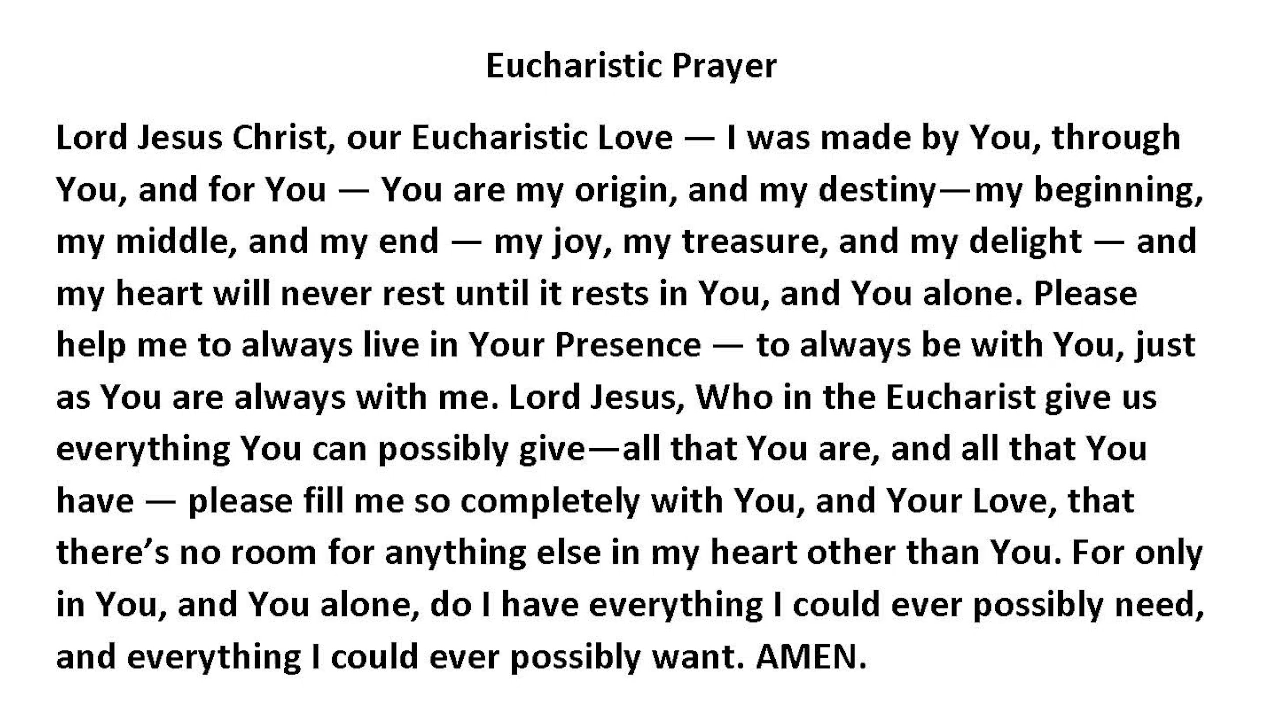 Eucharistic Prayer
Lord Jesus Christ, our Eucharistic Love — I was made by You, through
You, and for You — You are my origin, and my destiny—my beginning,
my middle, and my end — my joy, my treasure, and my delight — and
my heart will never rest until it rests in You, and You alone. Please
help me to always live in Your Presence — to always be with You, just
as You are always with me. Lord Jesus, Who in the Eucharist give us
everything You can possibly give—all that You are, and all that You
have — please fill me so completely with You, and Your Love, that
there’s no room for anything else in my heart other than You. For only
in You, and You alone, do I have everything I could ever possibly need,
and everything I could ever possibly want. AMEN.